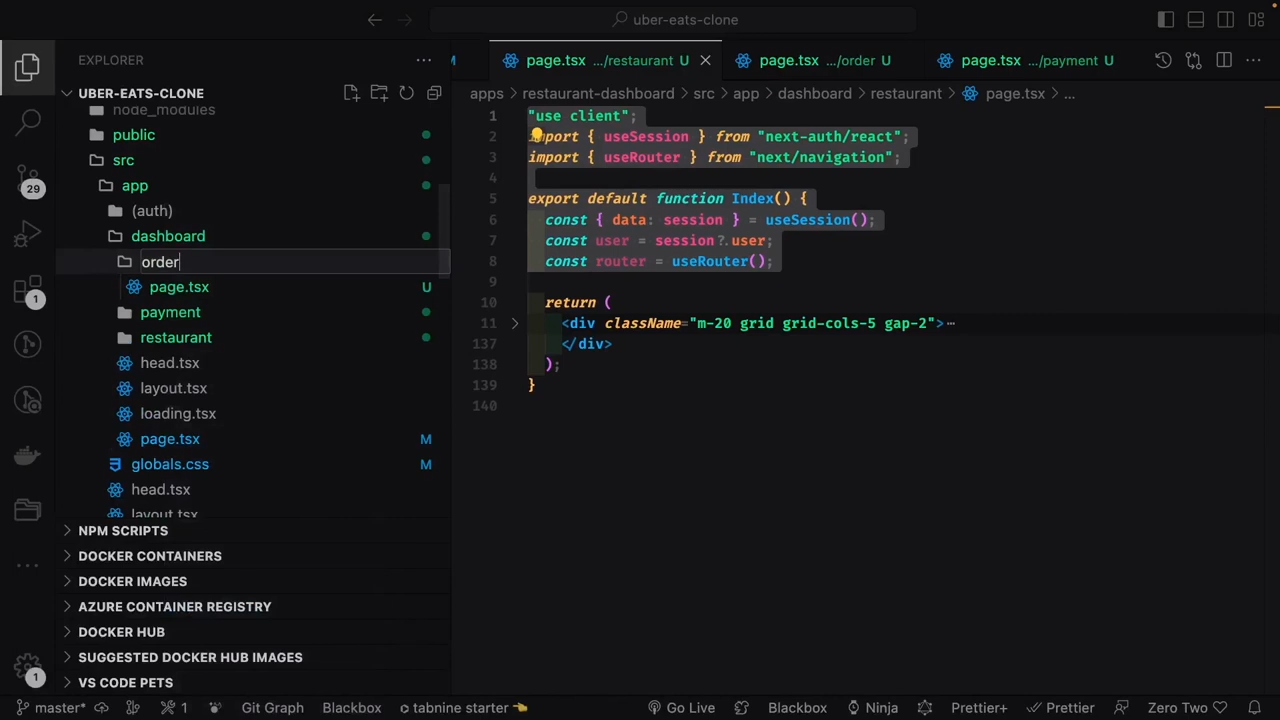 uber-eats-clone
EXPLORER
page.tsx .../restaurant U
page.tsx .../order U
page.tsx .../payment U
UBER-EATS-CLONE
apps > restaurant-dashboard > src > app > dashboard > restaurant > page.tsx > ...
node_modules
public
src
app
(auth)
dashboard
order
page.tsx U
payment
restaurant
head.tsx
layout.tsx
loading.tsx
page.tsx M
globals.css M
head.tsx
layout.tsx
NPM SCRIPTS
DOCKER CONTAINERS
DOCKER IMAGES
AZURE CONTAINER REGISTRY
DOCKER HUB
SUGGESTED DOCKER HUB IMAGES
VS CODE PETS
29
1
1
1 "use client";
2 import { useSession } from "next-auth/react";
3 import { useRouter } from "next/navigation";
4
5 export default function Index() {
6 const { data: session } = useSession();
7 const user = session?.user;
8 const router = useRouter();
9
10 return (
11 <div className="m-20 grid grid-cols-5 gap-2">⋯
137 </div>
138 );
139 }
140
master* 1 Git Graph Blackbox tabnine starter Go Live Blackbox Ninja Prettier+ Prettier Zero Two